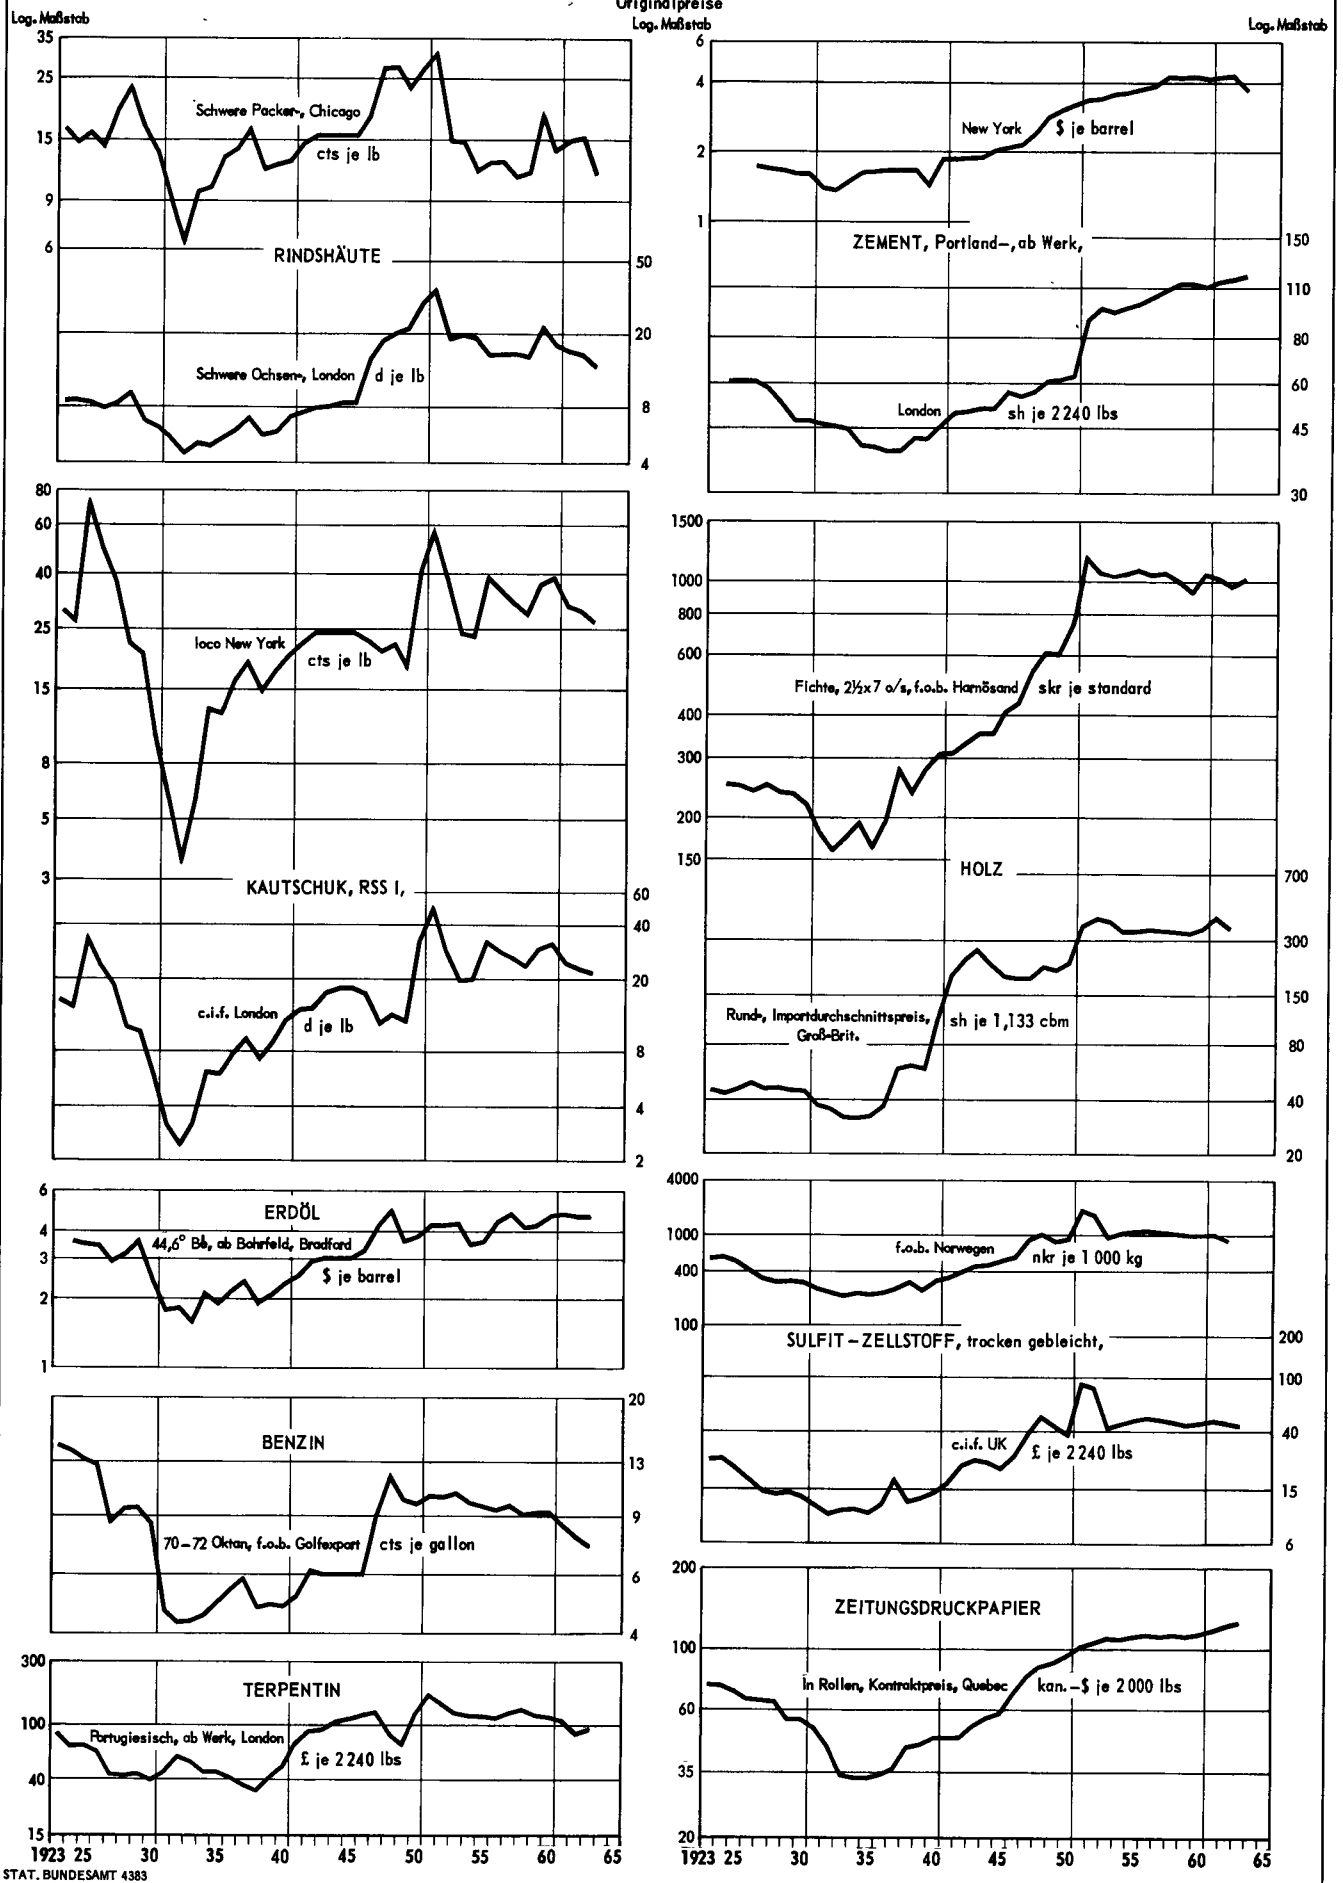 Originalpreise
Log. Maßstab
Log. Maßstab
Log. Maßstab
35
25
15
9
6
Schwere Packer-, Chicago
cts je lb
RINDSHÄUTE
50
20
8
4
Schwere Ochsen-, London d je lb
80
60
40
25
15
8
5
3
loco New York
cts je lb
KAUTSCHUK, RSS I,
60
40
20
8
4
2
c.i.f. London
d je lb
6
4
3
2
1
ERDÖL
44,6° Bé, ab Bohrfeld, Bradford
$ je barrel
20
13
9
6
4
BENZIN
70–72 Oktan, f.o.b. Golfexport cts je gallon
300
100
40
15
TERPENTIN
Portugiesisch, ab Werk, London
£ je 2 240 lbs
1923 25 30 35 40 45 50 55 60 65
STAT. BUNDESAMT 4383
6
4
2
1
New York $ je barrel
ZEMENT, Portland–, ab Werk,
150
110
80
60
45
30
London sh je 2 240 lbs
1500
1000
800
600
400
300
200
150
Fichte, 2½x7 o/s, f.o.b. Harnösand skr je standard
HOLZ
700
300
150
80
40
20
Rund-, Importdurchschnittspreis,
Groß-Brit.
sh je 1,133 cbm
4000
1000
400
100
f.o.b. Norwegen
nkr je 1 000 kg
SULFIT – ZELLSTOFF, trocken gebleicht,
200
100
40
15
6
c.i.f. UK
£ je 2 240 lbs
200
100
60
35
20
ZEITUNGSDRUCKPAPIER
in Rollen, Kontraktpreis, Quebec kan.–$ je 2 000 lbs
1923 25 30 35 40 45 50 55 60 65